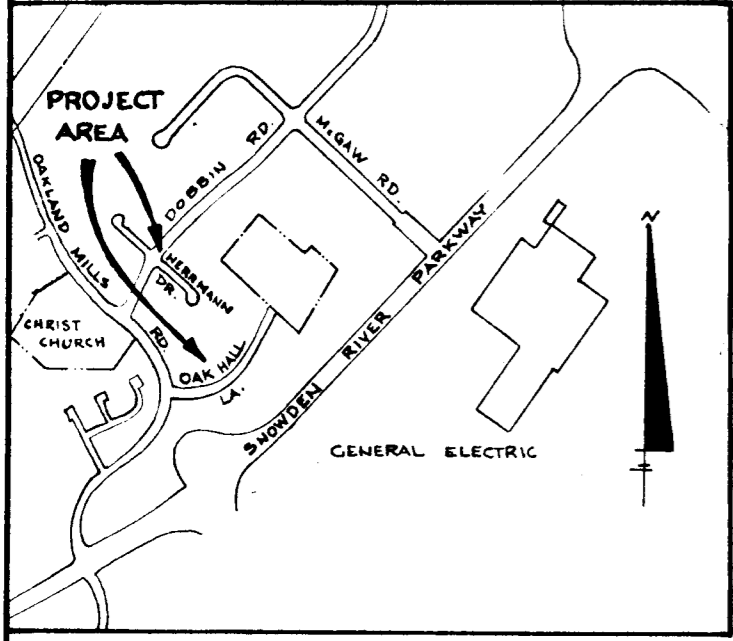 PROJECT
AREA
OAKLAND MILLS RD.
DOBBIN RD.
McGAW RD.
HERRMANN
DR.
CHRIST
CHURCH
OAK HALL
LA.
SNOWDEN RIVER PARKWAY
GENERAL ELECTRIC
N